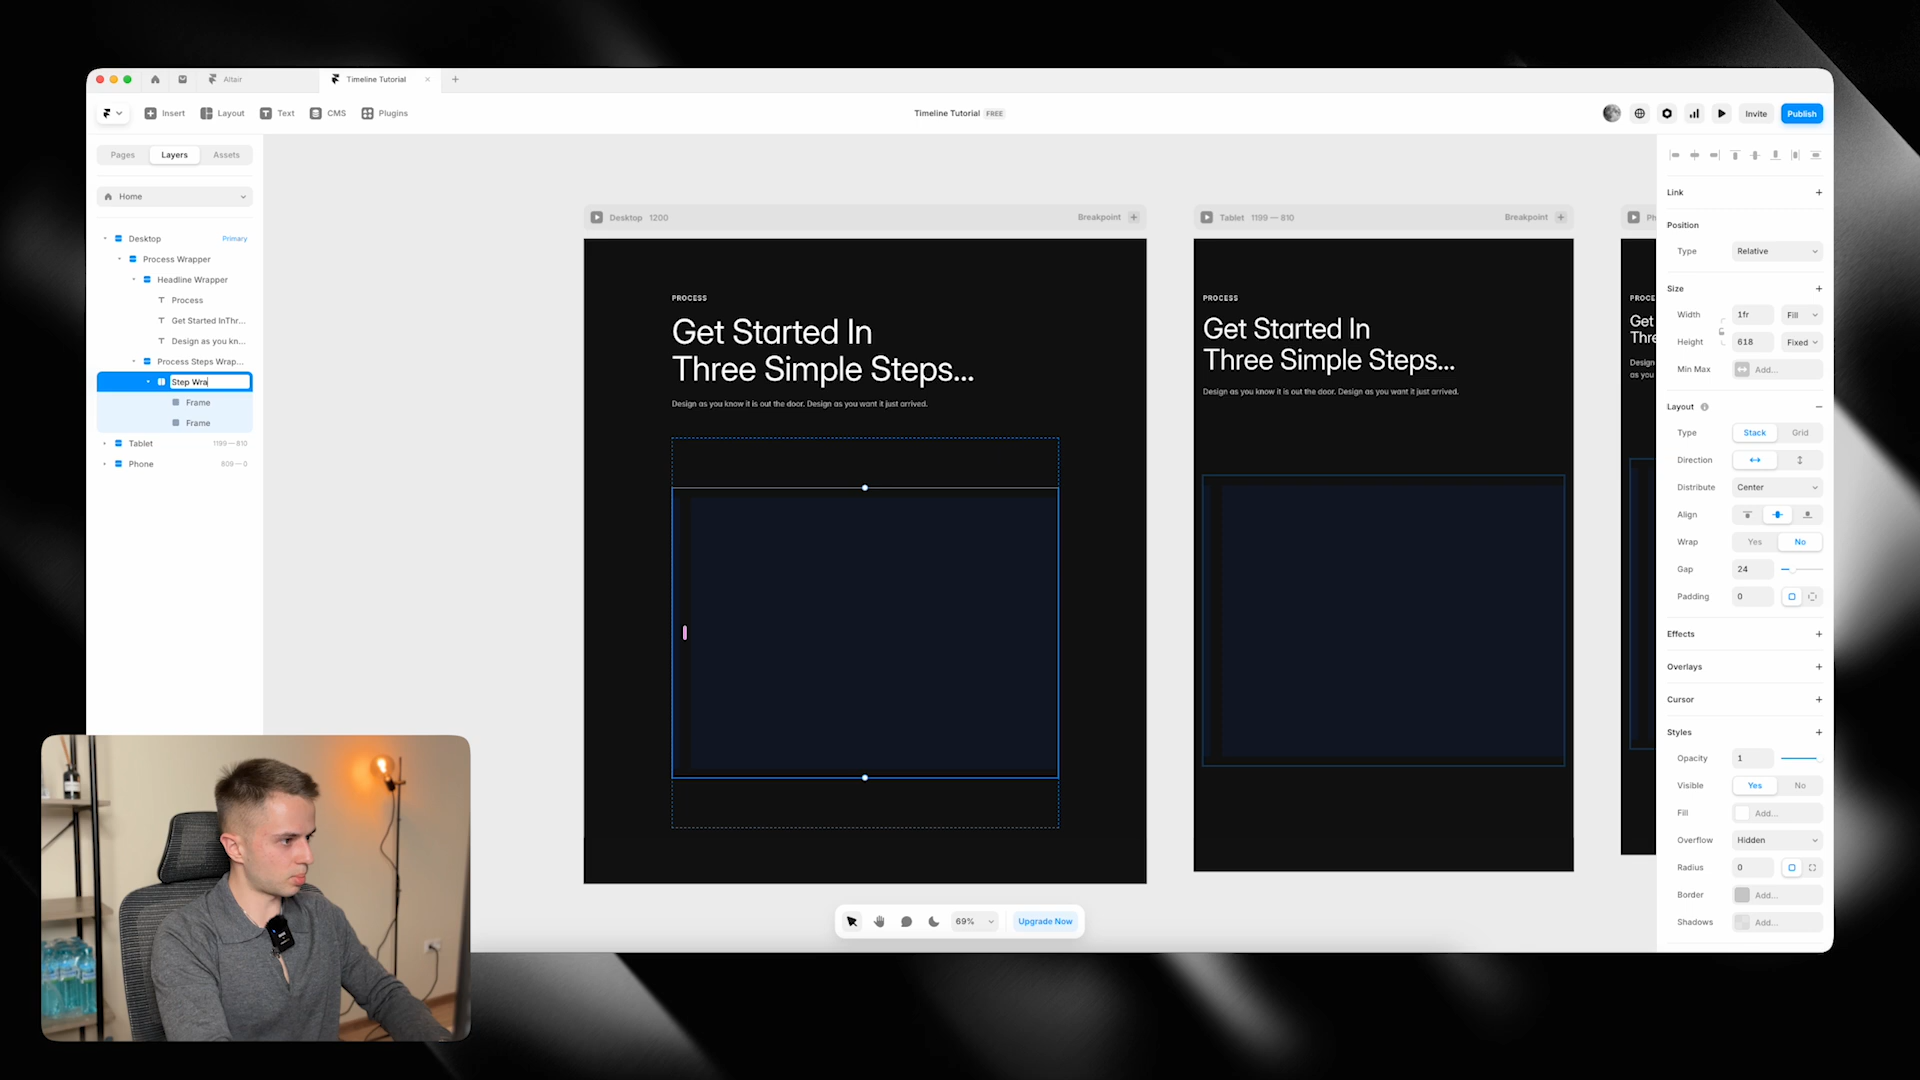 Altair
Timeline Tutorial
Insert
Layout
Text
CMS
Plugins
Timeline Tutorial FREE
Invite
Publish
Pages
Layers
Assets
Home
Desktop
Primary
Process Wrapper
Headline Wrapper
Process
Get Started InThr...
Design as you kn...
Process Steps Wrap...
Step Wra
Frame
Frame
Tablet
1199 — 810
Phone
809 — 0
Desktop 1200
Breakpoint
PROCESS
Get Started In
Three Simple Steps...
Design as you know it is out the door. Design as you want it just arrived.
Tablet 1199 — 810
Breakpoint
PROCESS
Get Started In
Three Simple Steps...
Design as you know it is out the door. Design as you want it just arrived.
Ph
PROCE
Get
Thre
Design
as you k
69%
Upgrade Now
Link
Position
Type
Relative
Size
Width
1fr
Fill
Height
618
Fixed
Min Max
Add...
Layout
Type
Stack
Grid
Direction
Distribute
Center
Align
Wrap
Yes
No
Gap
24
Padding
0
Effects
Overlays
Cursor
Styles
Opacity
1
Visible
Yes
No
Fill
Add...
Overflow
Hidden
Radius
0
Border
Add...
Shadows
Add...